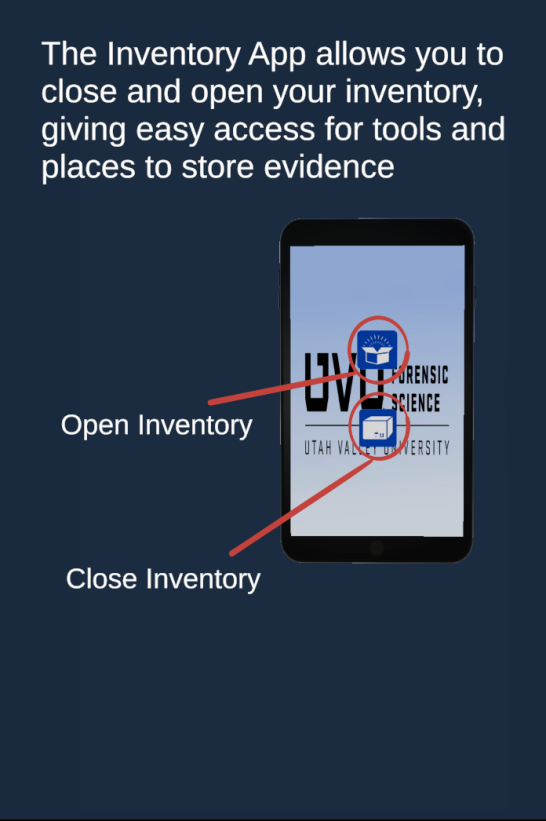 The Inventory App allows you to
close and open your inventory,
giving easy access for tools and
places to store evidence
UVU FORENSIC
SCIENCE
UTAH VALLEY UNIVERSITY
Open Inventory
Close Inventory